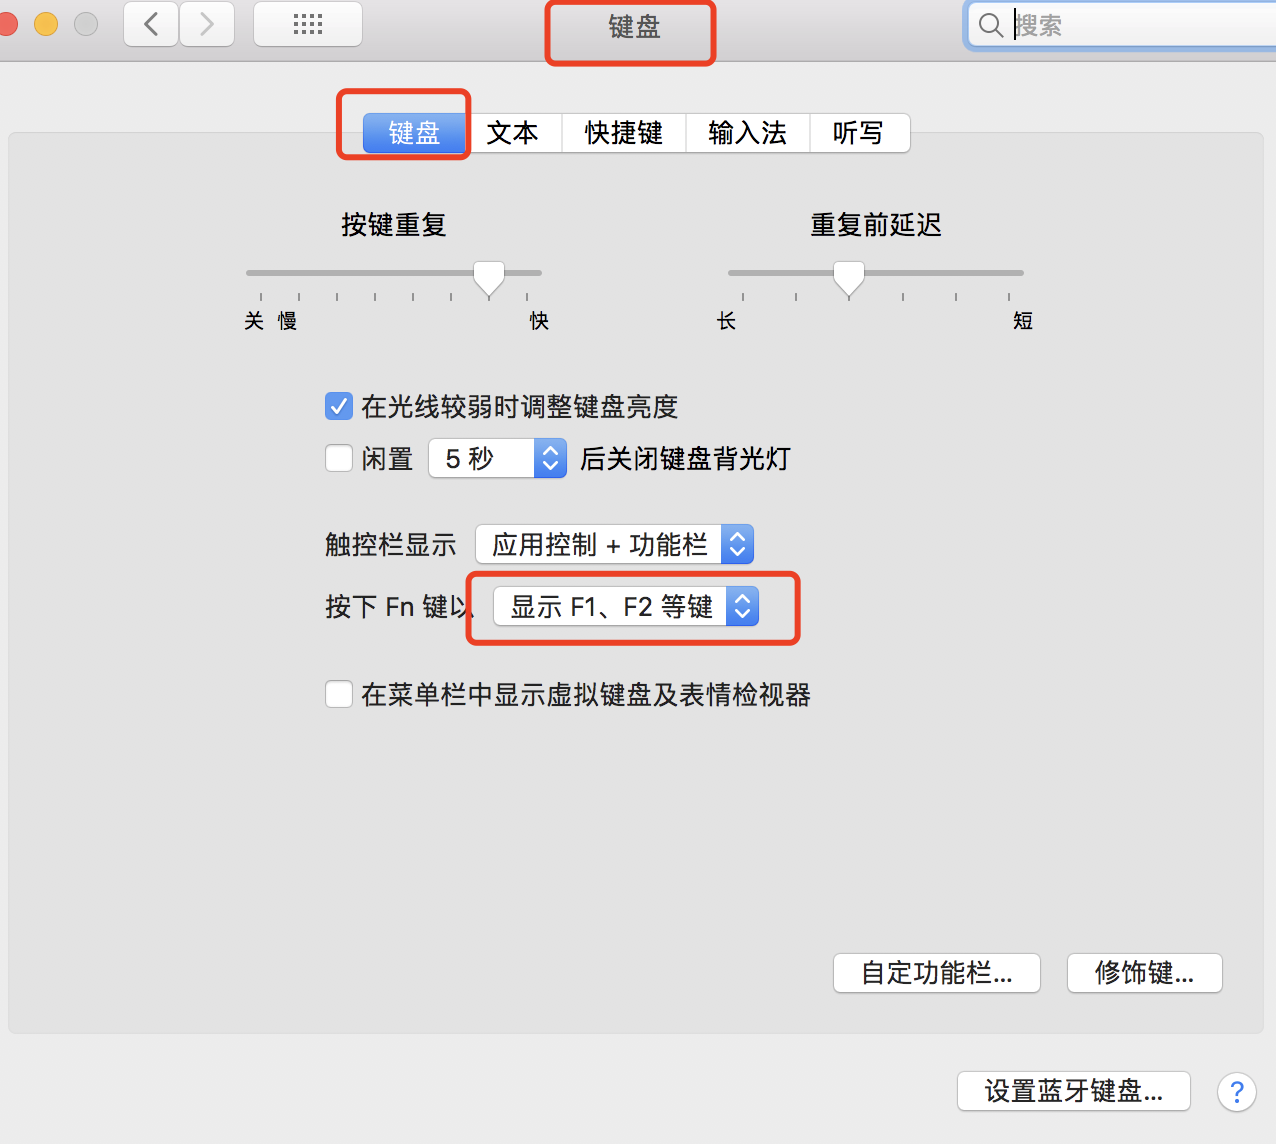 键盘
搜索
键盘 文本 快捷键 输入法 听写
按键重复 重复前延迟
关 慢 快 长 短
在光线较弱时调整键盘亮度
闲置 5 秒 后关闭键盘背光灯
触控栏显示 应用控制 + 功能栏
按下 Fn 键以 显示 F1、F2 等键
在菜单栏中显示虚拟键盘及表情检视器
自定功能栏... 修饰键...
设置蓝牙键盘... ?